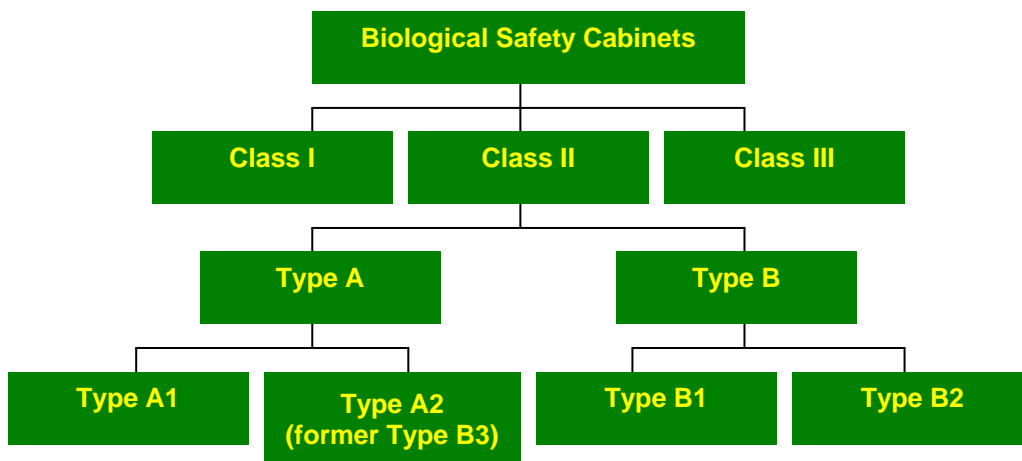 Biological Safety Cabinets
Class I
Class II
Class III
Type A
Type B
Type A1
Type A2
(former Type B3)
Type B1
Type B2